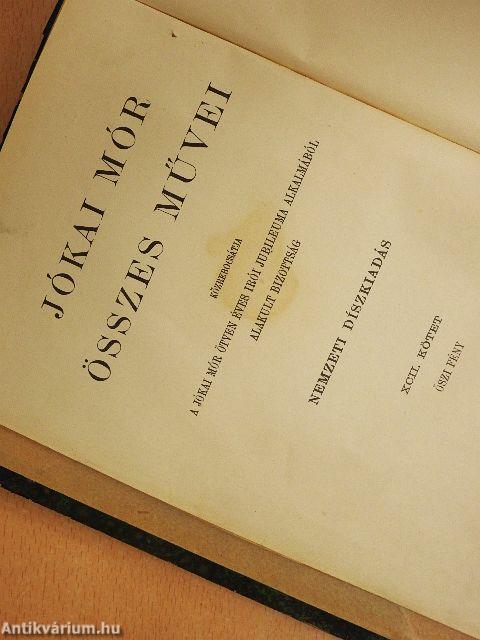 JÓKAI MÓR
ÖSSZES MŰVEI
KÖZREBOCSÁTJA
A JÓKAI MÓR ÖTVEN ÉVES IRÓI JUBILEUMA ALKALMÁBÓL
ALAKULT BIZOTTSÁG
NEMZETI DÍSZKIADÁS
XCII. KÖTET
ŐSZI FÉNY
Antikvárium.hu